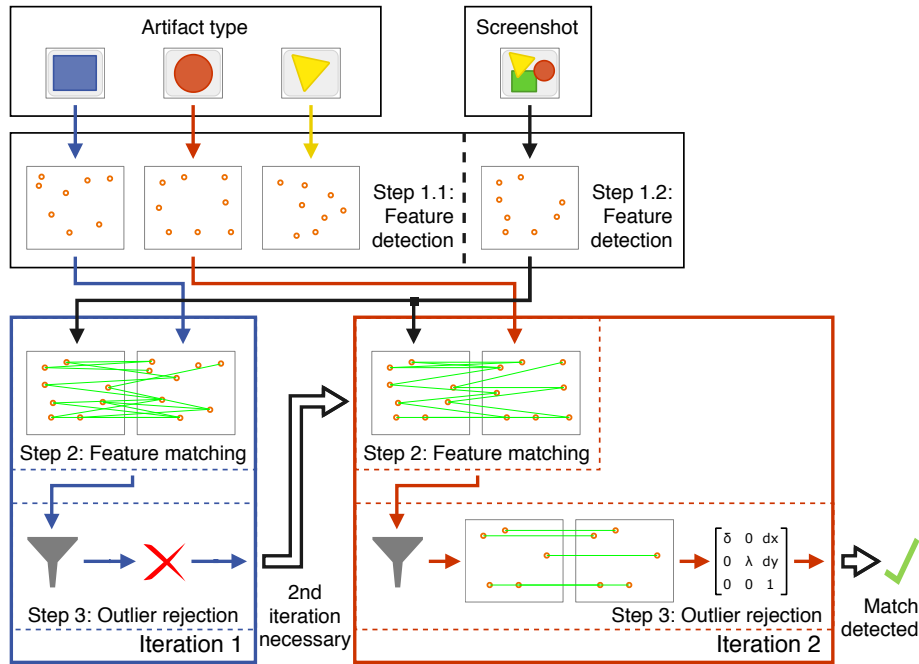 Artifact type
Screenshot
Step 1.1:
Feature
detection
Step 1.2:
Feature
detection
Step 2: Feature matching
Step 3: Outlier rejection
Iteration 1
2nd
iteration
necessary
Step 2: Feature matching
δ 0 dx
0 λ dy
0 0 1
Step 3: Outlier rejection
Iteration 2
Match
detected